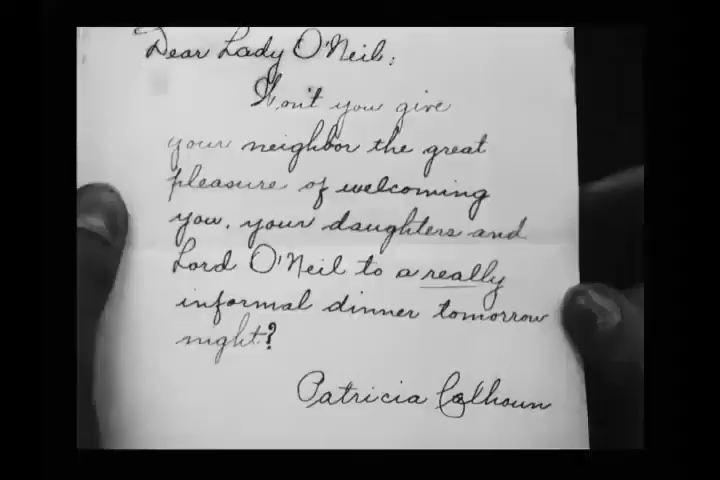 Dear Lady O'Neil:
Won't you give
your neighbor the great
pleasure of welcoming
you, your daughters and
Lord O'Neil to a really
informal dinner tomorrow
night?
Patricia Calhoun